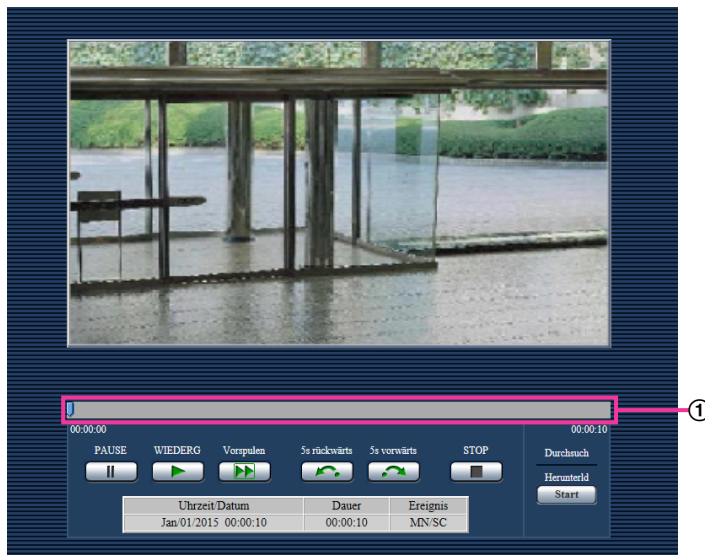 ①
00:00:00 00:00:10
PAUSE WIEDERG Vorspulen 5s rückwärts 5s vorwärts STOP Durchsuch
Herunterld
Start
Uhrzeit/Datum Dauer Ereignis
Jan/01/2015 00:00:10 00:00:10 MN/SC